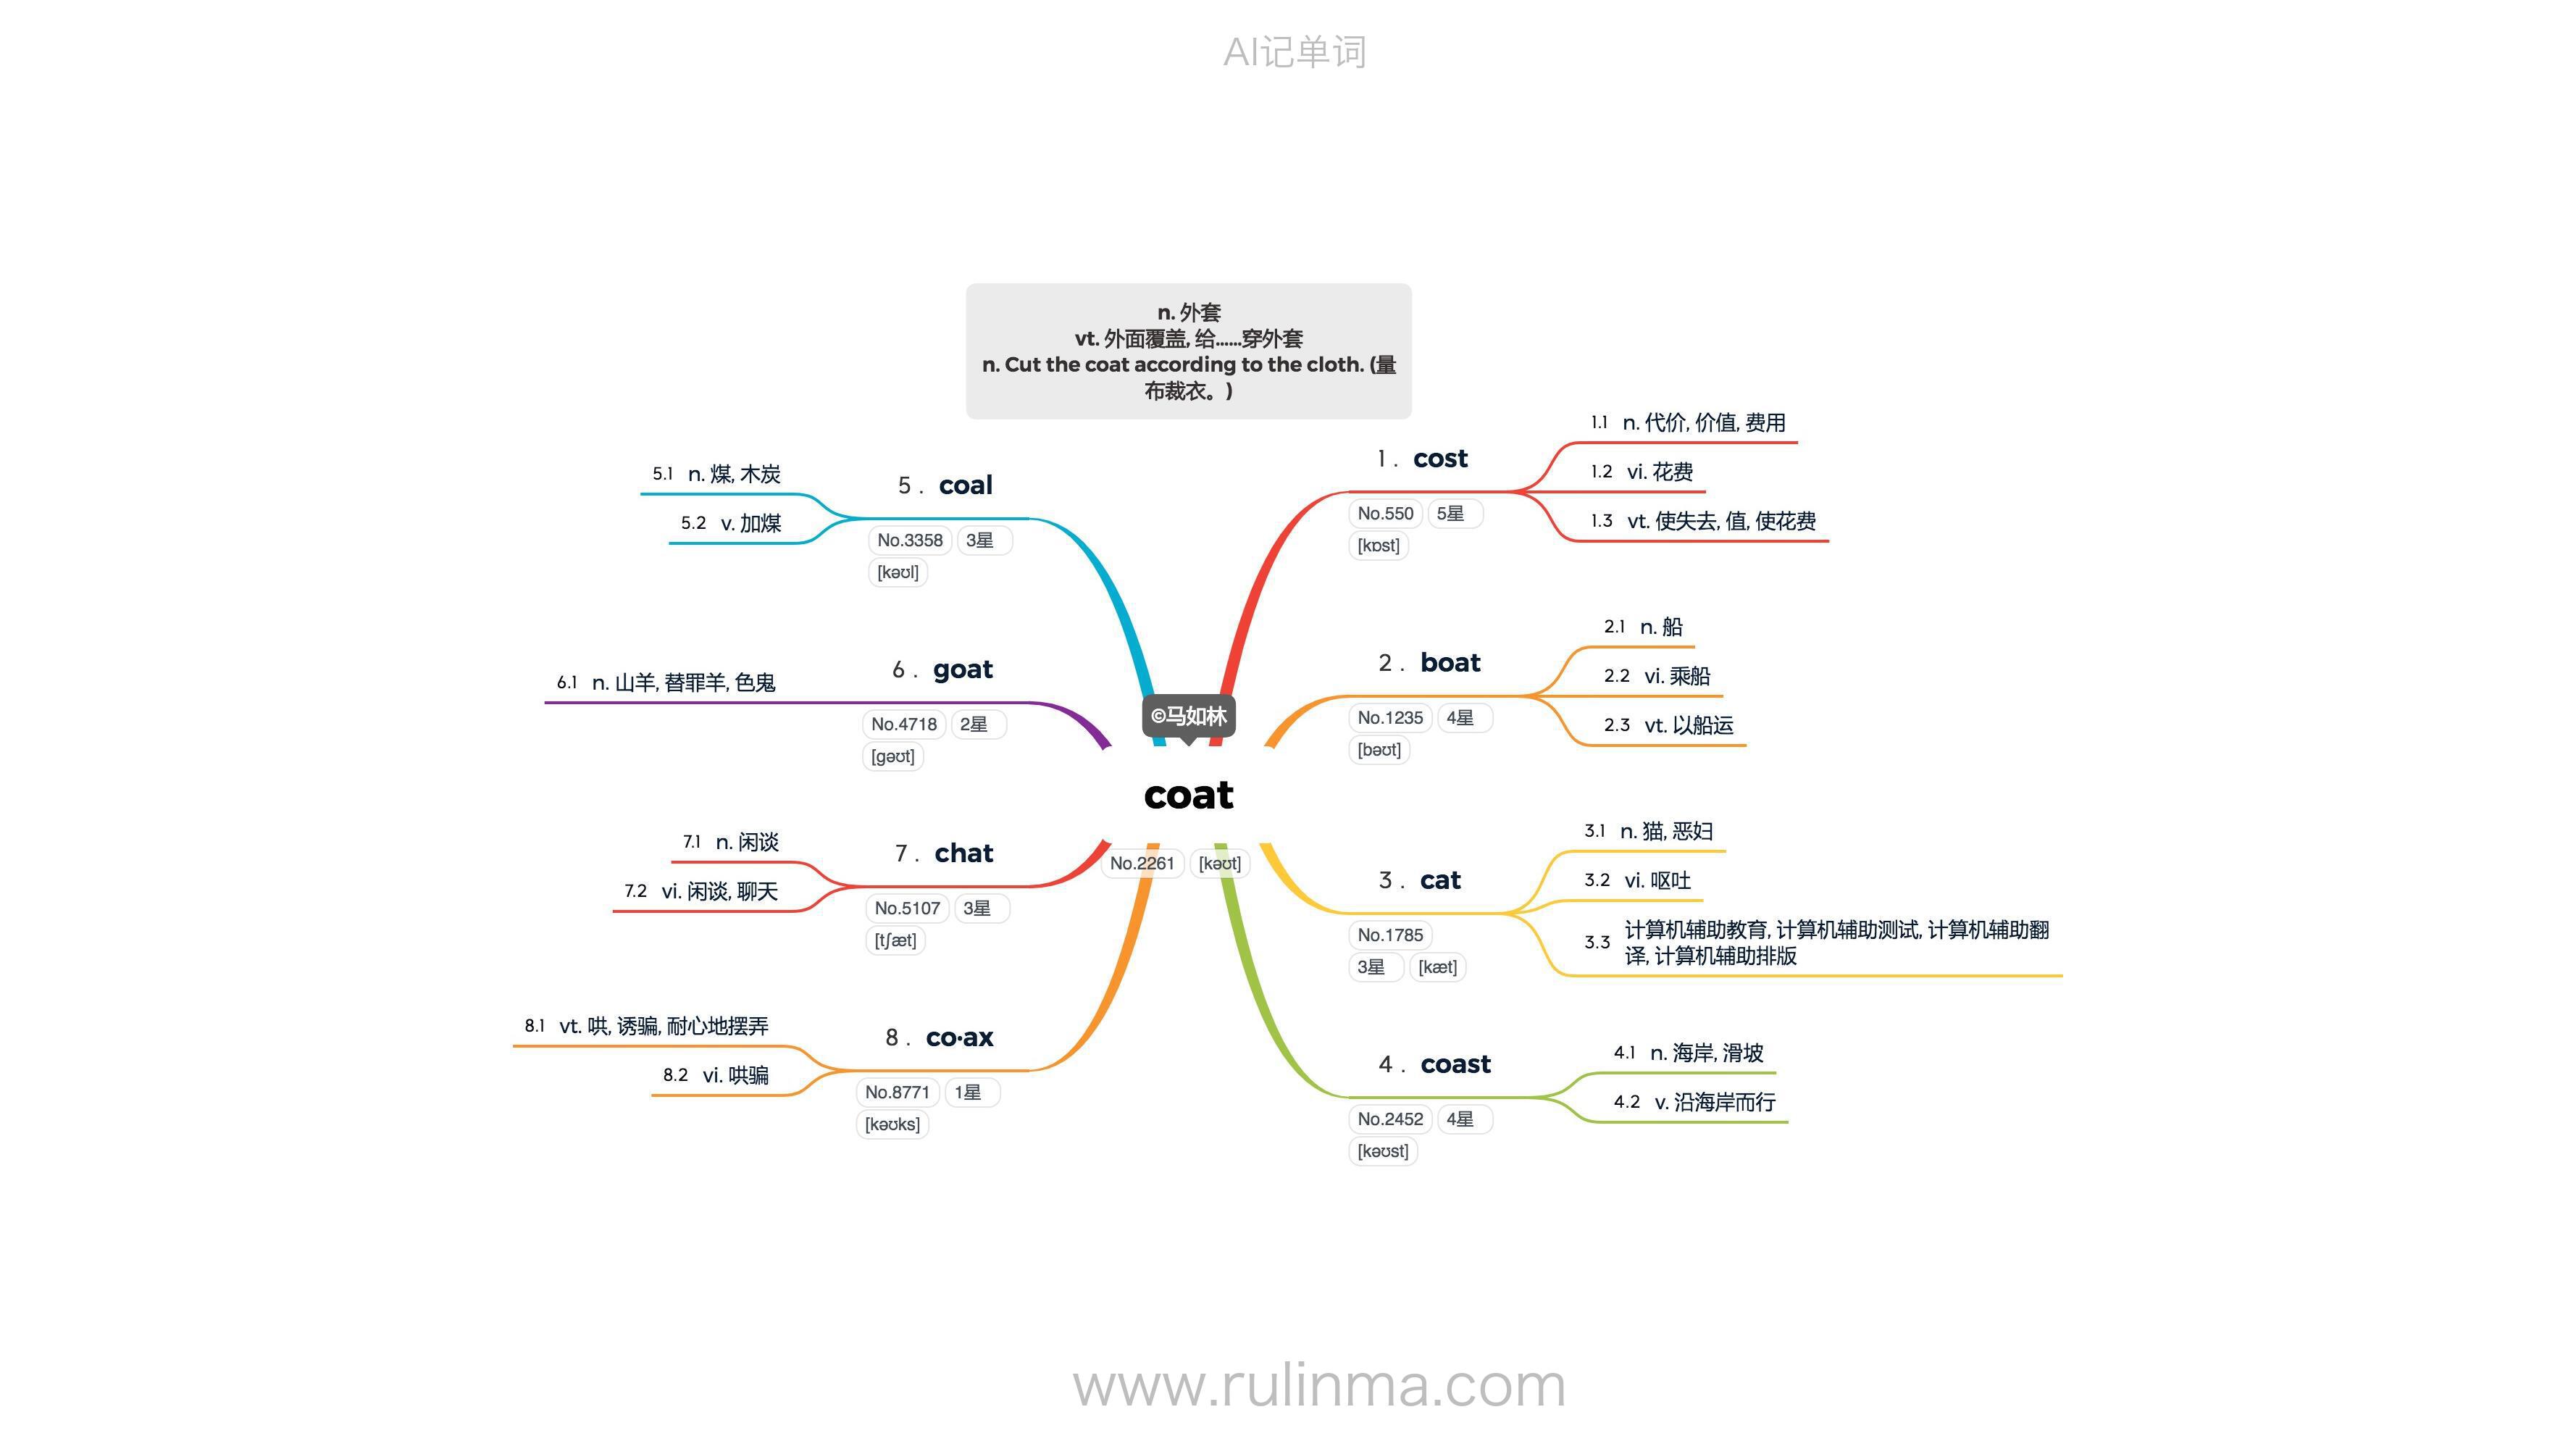 AI记单词
n. 外套
vt. 外面覆盖, 给......穿外套
n. Cut the coat according to the cloth. (量
布裁衣。)
©马如林
coat
No.2261 [kəʊt]
1 . cost
No.550 5星
[kɒst]
1.1 n. 代价, 价值, 费用
1.2 vi. 花费
1.3 vt. 使失去, 值, 使花费
2 . boat
No.1235 4星
[bəʊt]
2.1 n. 船
2.2 vi. 乘船
2.3 vt. 以船运
3 . cat
No.1785
3星 [kæt]
3.1 n. 猫, 恶妇
3.2 vi. 呕吐
3.3 计算机辅助教育, 计算机辅助测试, 计算机辅助翻
译, 计算机辅助排版
4 . coast
No.2452 4星
[kəʊst]
4.1 n. 海岸, 滑坡
4.2 v. 沿海岸而行
5 . coal
No.3358 3星
[kəʊl]
5.1 n. 煤, 木炭
5.2 v. 加煤
6 . goat
No.4718 2星
[gəʊt]
6.1 n. 山羊, 替罪羊, 色鬼
7 . chat
No.5107 3星
[tʃæt]
7.1 n. 闲谈
7.2 vi. 闲谈, 聊天
8 . co·ax
No.8771 1星
[kəʊks]
8.1 vt. 哄, 诱骗, 耐心地摆弄
8.2 vi. 哄骗
www.rulinma.com